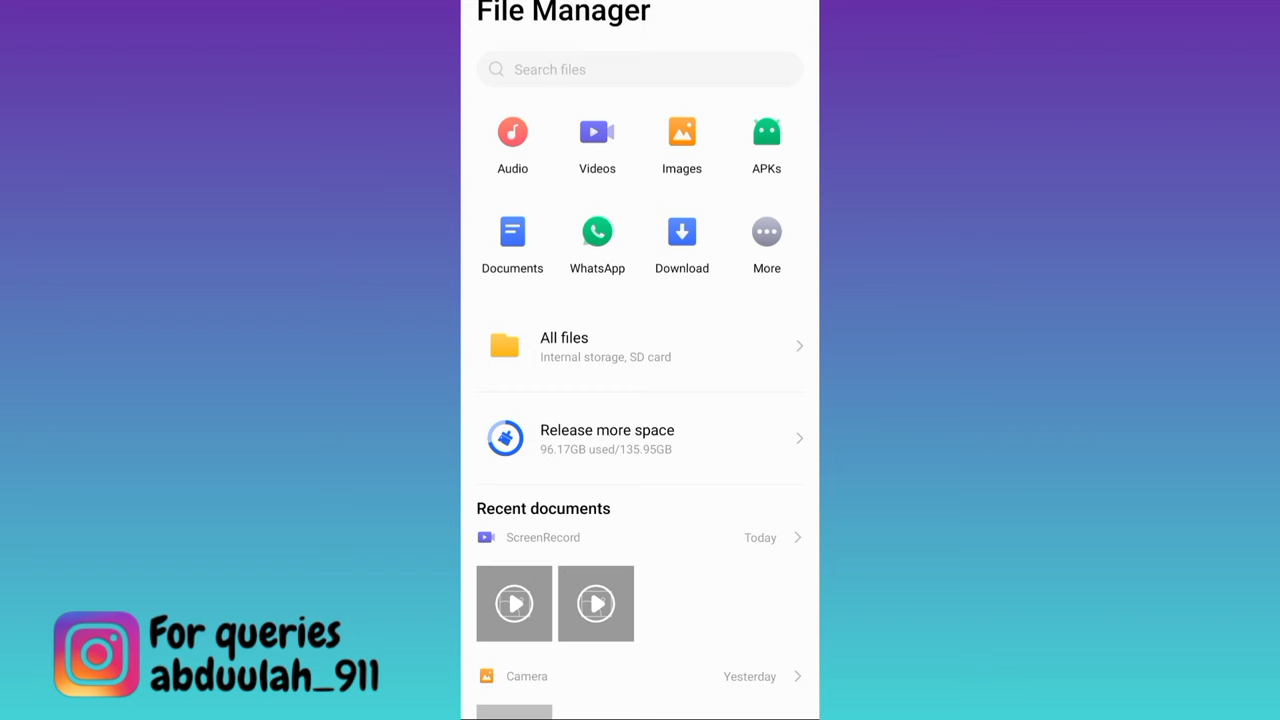 File Manager
Search files
Audio
Videos
Images
APKs
Documents
WhatsApp
Download
More
All files
Internal storage, SD card
Release more space
96.17GB used/135.95GB
Recent documents
ScreenRecord
Today
Camera
Yesterday
For queries
abduulah_911